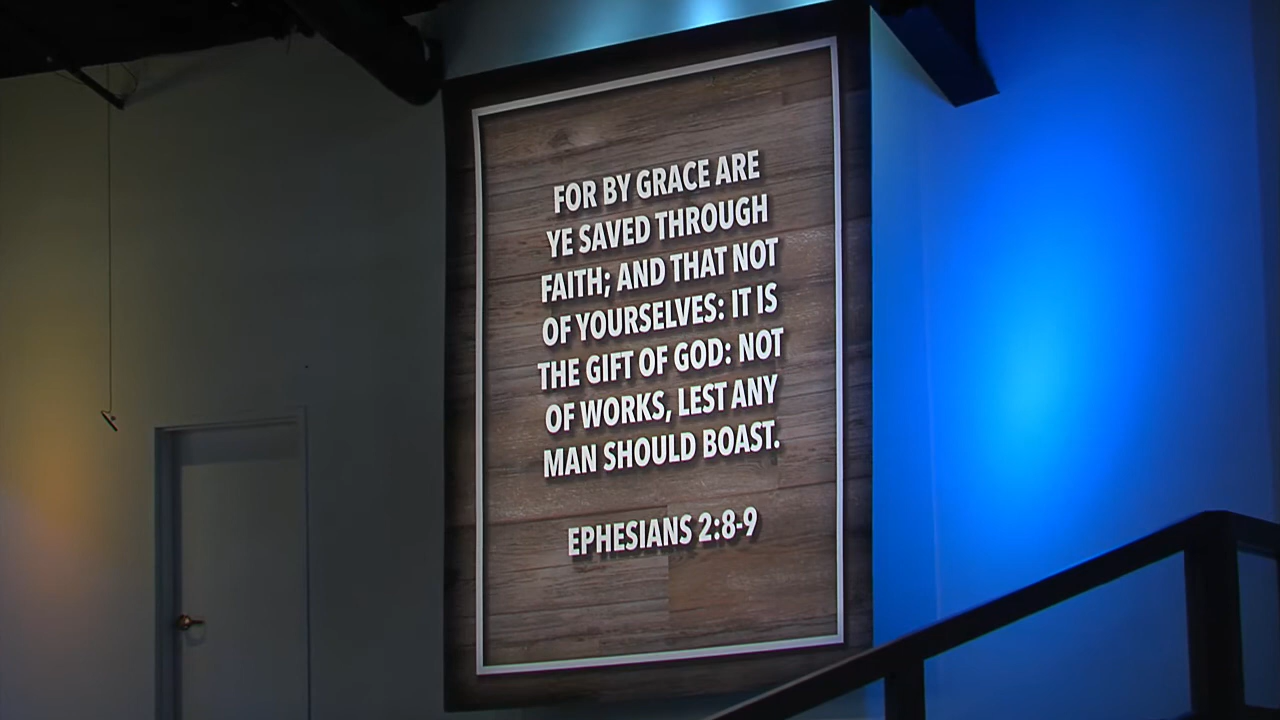 FOR BY GRACE ARE
YE SAVED THROUGH
FAITH; AND THAT NOT
OF YOURSELVES: IT IS
THE GIFT OF GOD: NOT
OF WORKS, LEST ANY
MAN SHOULD BOAST.
EPHESIANS 2:8-9